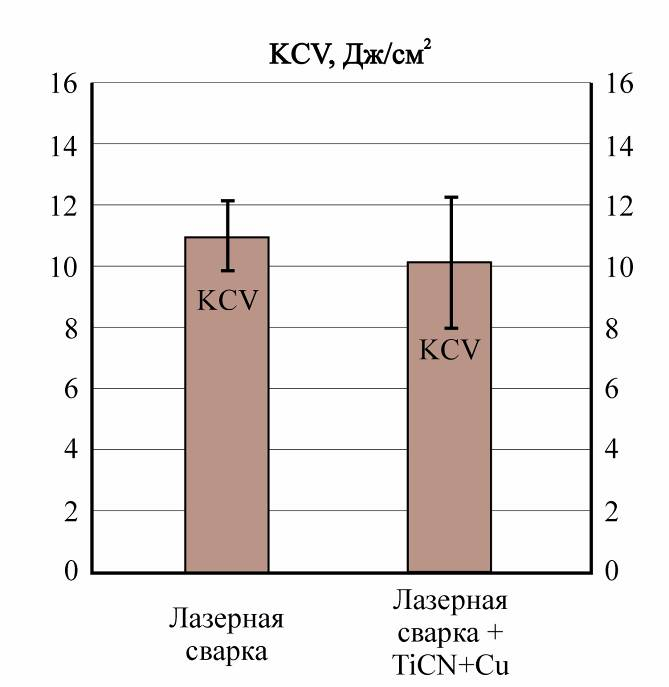 KCV, Дж/см²
16 16
14 14
12 12
10 10
KCV
8 8
KCV
6 6
4 4
2 2
0 0
Лазерная
сварка
Лазерная
сварка +
TiCN+Cu